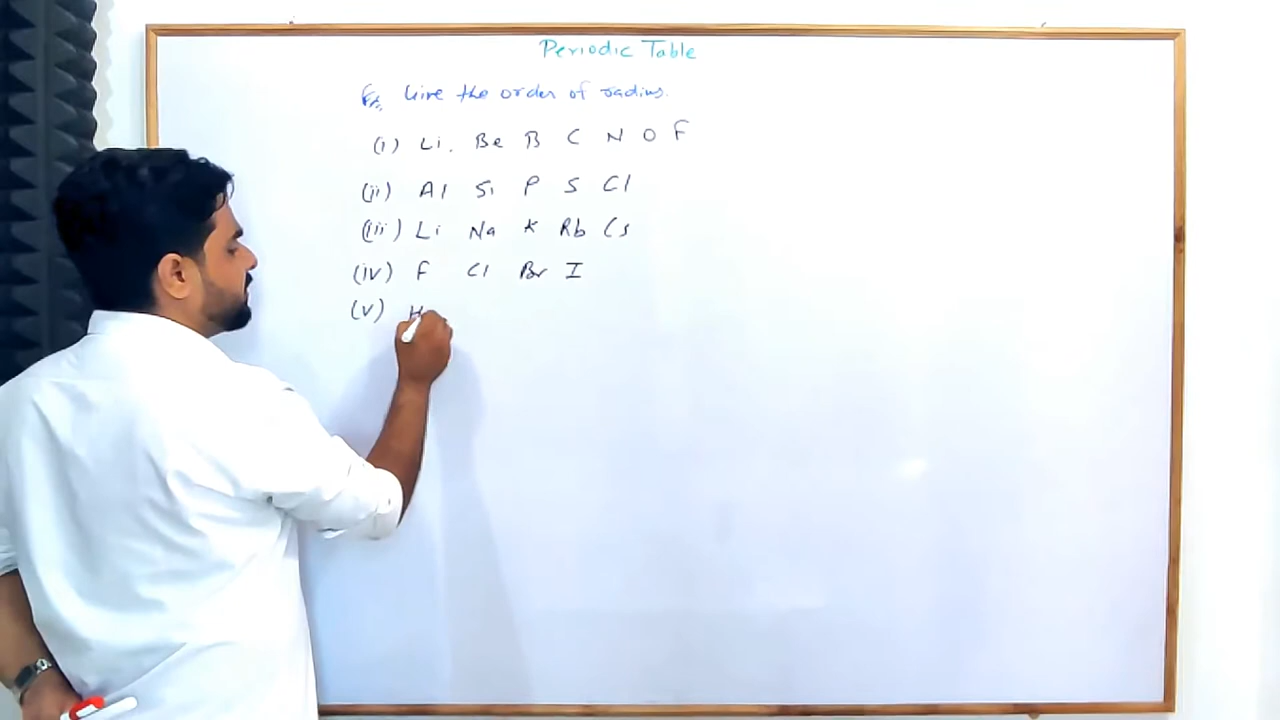 Periodic Table
Ex. Give the order of radius.
(i) Li. Be B C N O F
(ii) Al Si P S Cl
(iii) Li Na K Rb Cs
(iv) F Cl Br I
(v) H